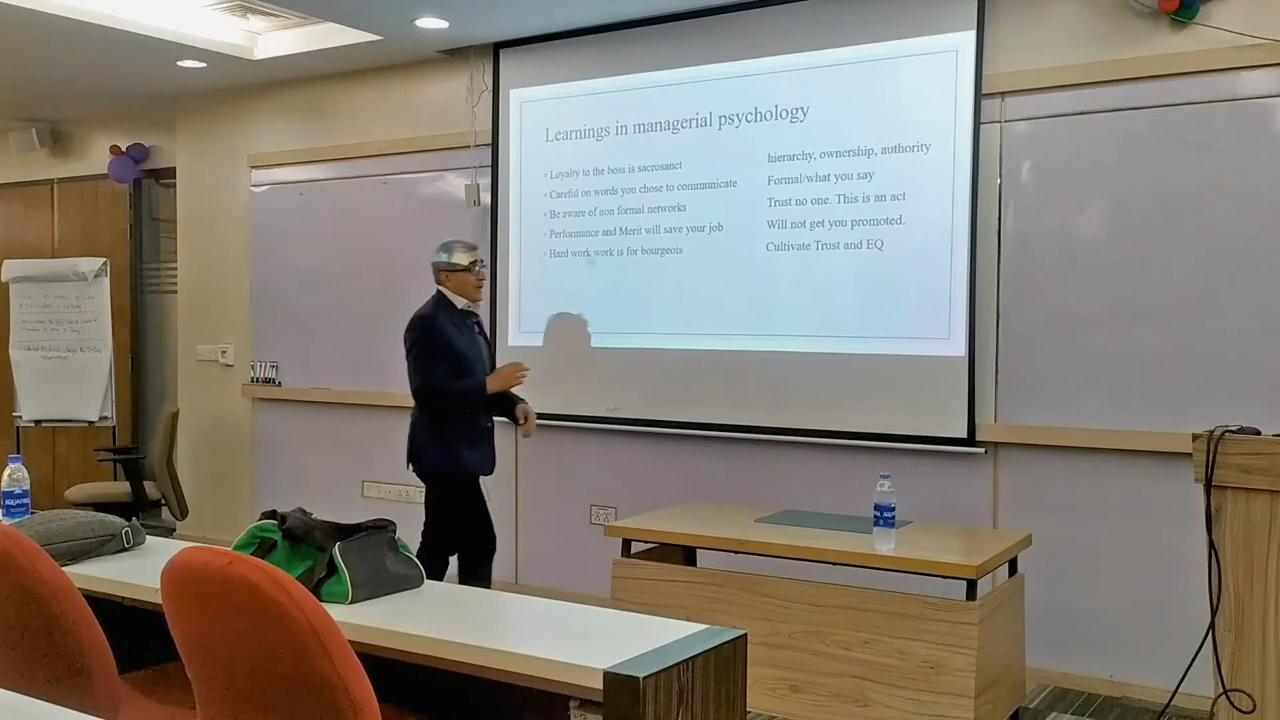 Learnings in managerial psychology
Loyalty to the boss is sacrosanct
hierarchy, ownership, authority
Careful on words you chose to communicate
Formal/what you say
Be aware of non formal networks
Trust no one. This is an act
Performance and Merit will save your job
Will not get you promoted.
Hard work work is for bourgeois
Cultivate Trust and EQ
AQUAFINA